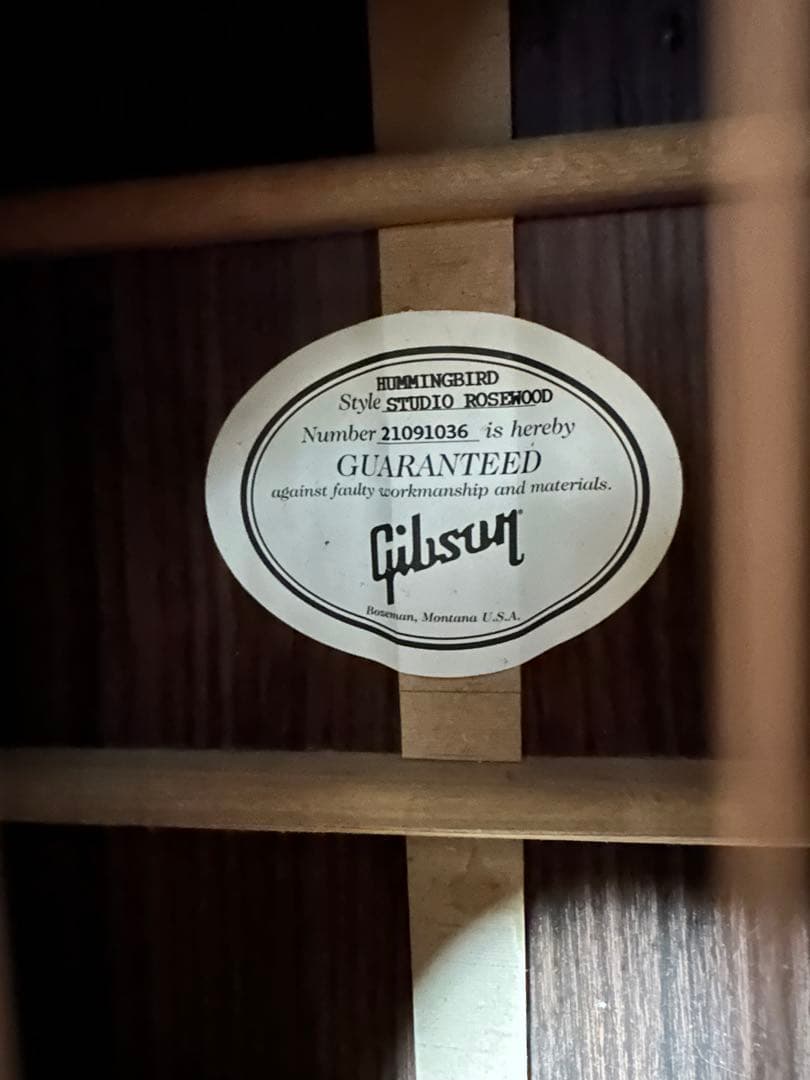 HUMMINGBIRD
Style STUDIO ROSEWOOD
Number 21091036 is hereby
GUARANTEED
against faulty workmanship and materials.
Gibson
Bozeman, Montana U.S.A.